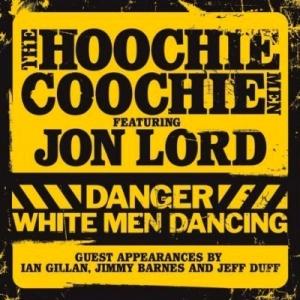 THE HOOCHIE
COOCHIE MEN
FEATURING
JON LORD
DANGER
WHITE MEN DANCING
GUEST APPEARANCES BY
IAN GILLAN, JIMMY BARNES AND JEFF DUFF